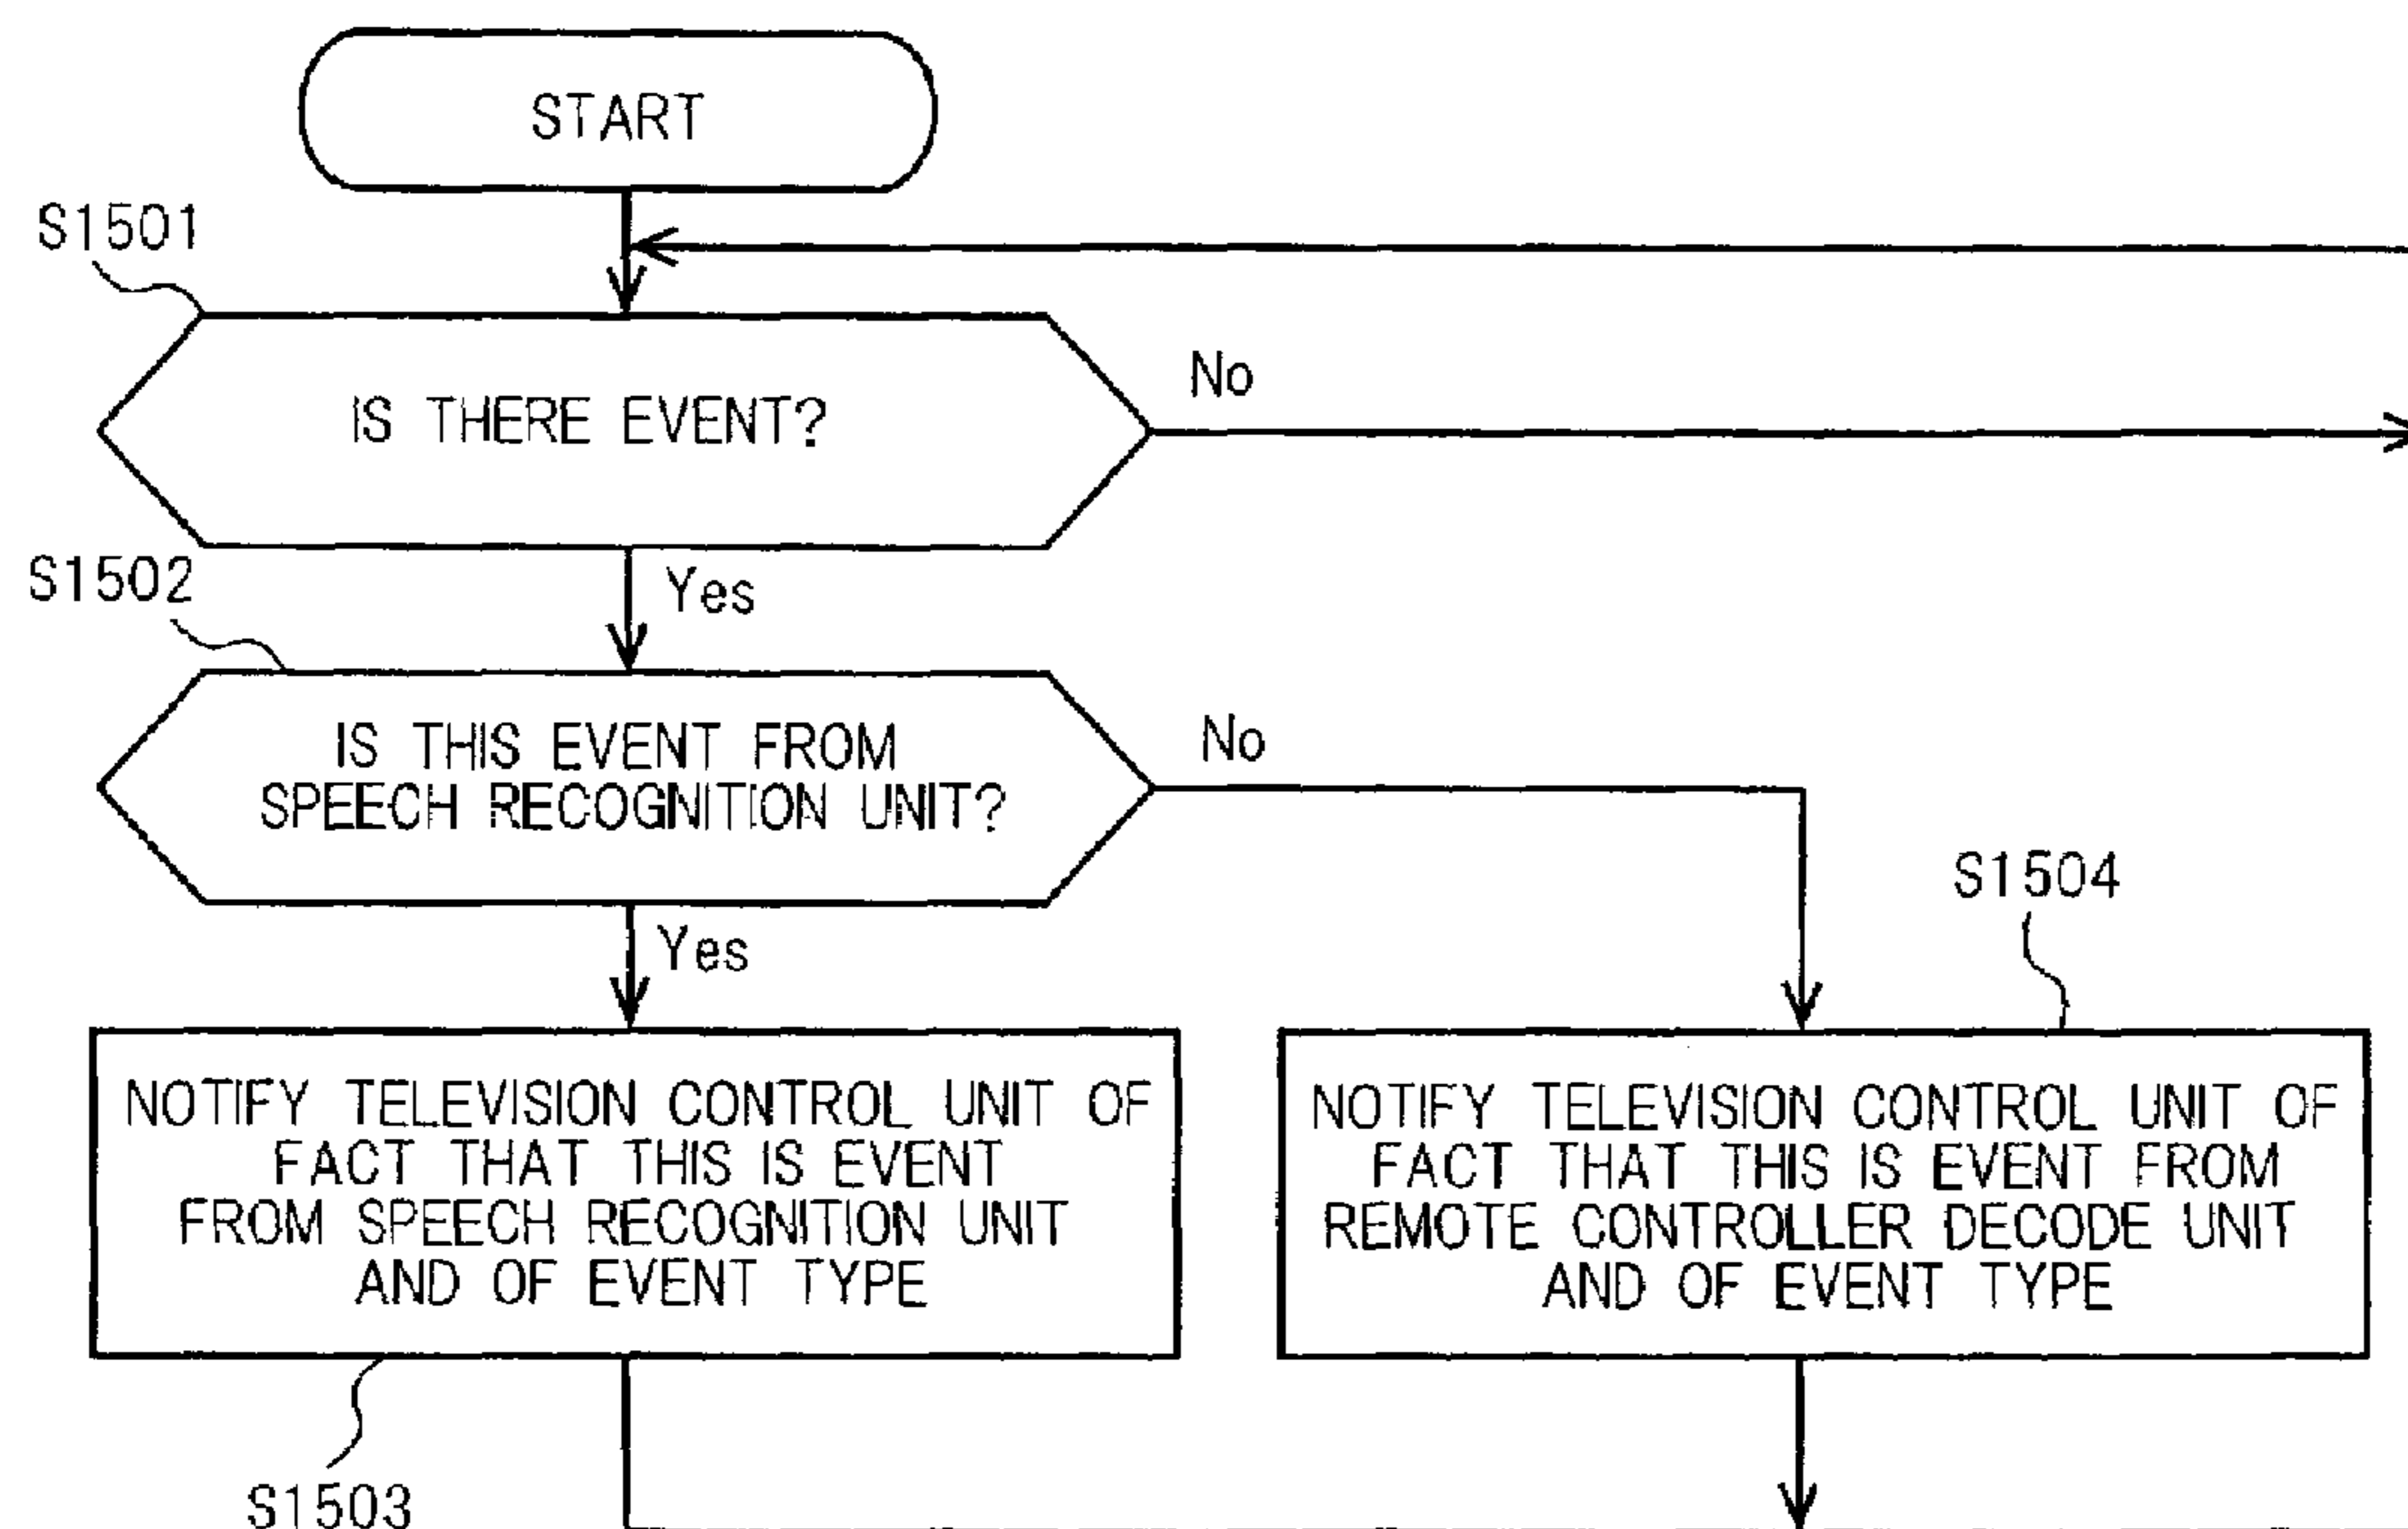 START
S1501
IS THERE EVENT?
No
S1502
Yes
IS THIS EVENT FROM
SPEECH RECOGNITION UNIT?
No
Yes
S1504
NOTIFY TELEVISION CONTROL UNIT OF
FACT THAT THIS IS EVENT
FROM SPEECH RECOGNITION UNIT
AND OF EVENT TYPE
NOTIFY TELEVISION CONTROL UNIT OF
FACT THAT THIS IS EVENT FROM
REMOTE CONTROLLER DECODE UNIT
AND OF EVENT TYPE
S1503